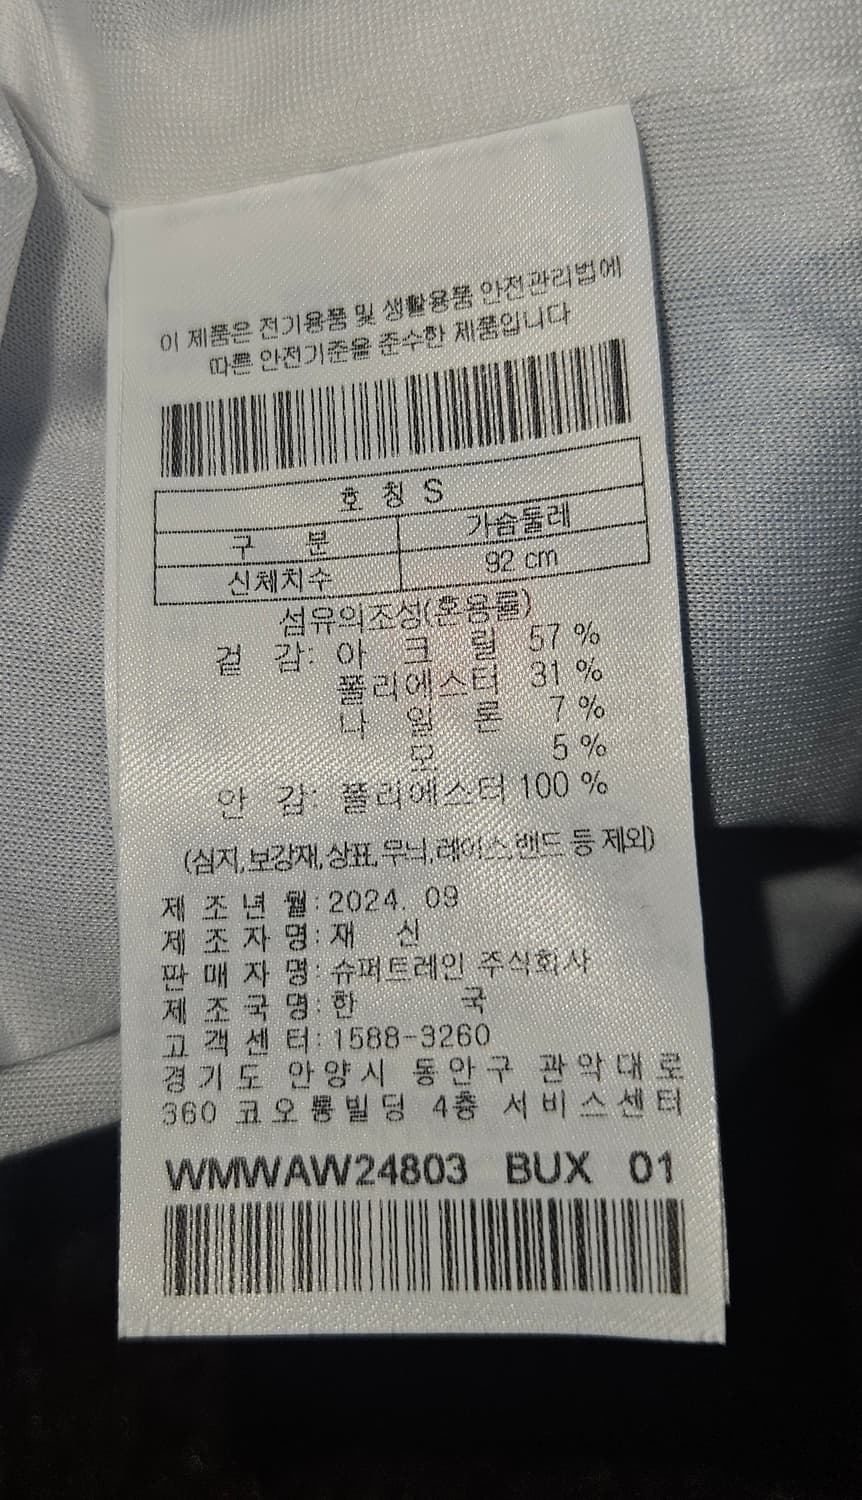 이 제품은 전기용품 및 생활용품 안전관리법에
따른 안전기준을 준수한 제품입니다
호 칭 S
구 분 가슴둘레
신체치수 92 cm
섬유의조성(혼용률)
겉 감: 아 크 릴 57 %
폴리에스터 31 %
나 일 론 7 %
모 5 %
안 감: 폴리에스터 100 %
(심지,보강재,상표,무늬,레이스,밴드 등 제외)
제 조 년 월:2024. 09
제 조 자 명:재 신
판 매 자 명:슈퍼트레인 주식회사
제 조 국 명:한 국
고 객 센 터:1588-3260
경 기 도 안 양 시 동 안 구 관 악 대 로
360 코 오 롱 빌 딩 4층 서 비 스 센 터
WMWAW24803 BUX 01